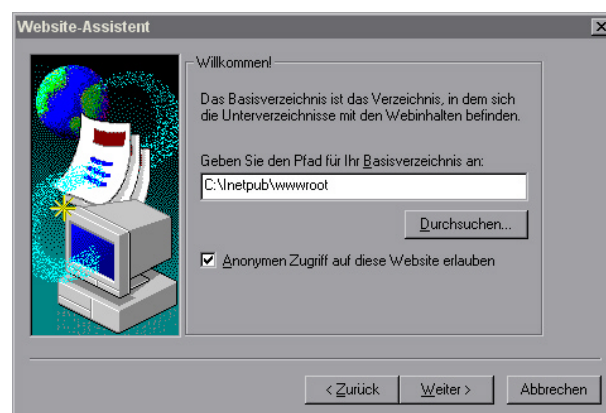 Website-Assistent
Willkommen!
Das Basisverzeichnis ist das Verzeichnis, in dem sich
die Unterverzeichnisse mit den Webinhalten befinden.
Geben Sie den Pfad für Ihr Basisverzeichnis an:
C:\Inetpub\wwwroot
Durchsuchen...
Anonymen Zugriff auf diese Website erlauben
< Zurück Weiter > Abbrechen